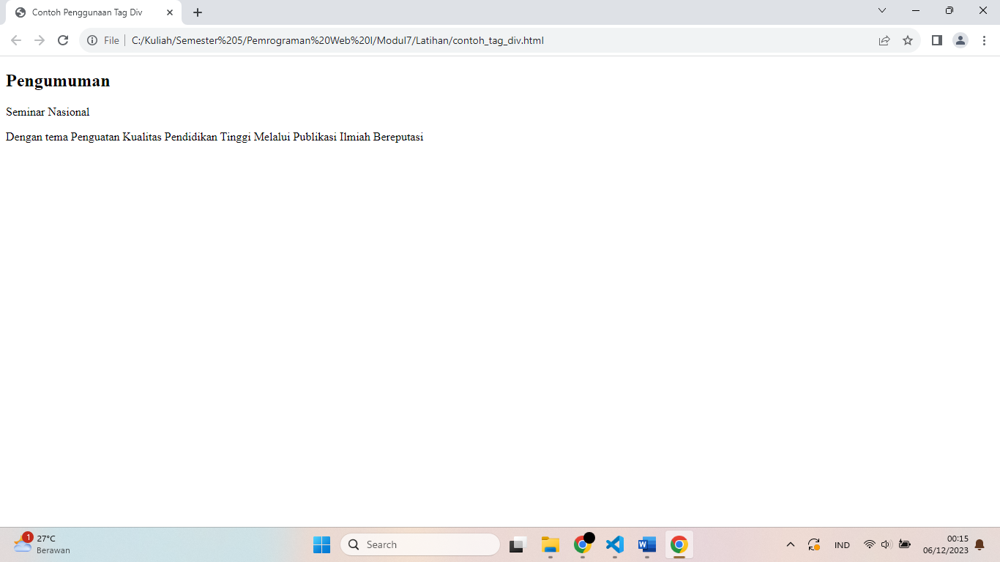 Contoh Penggunaan Tag Div
File
C:/Kuliah/Semester%205/Pemrograman%20Web%20I/Modul7/Latihan/contoh_tag_div.html
Pengumuman
Seminar Nasional
Dengan tema Penguatan Kualitas Pendidikan Tinggi Melalui Publikasi Ilmiah Bereputasi
1
27°C
Berawan
Search
IND
00:15
06/12/2023